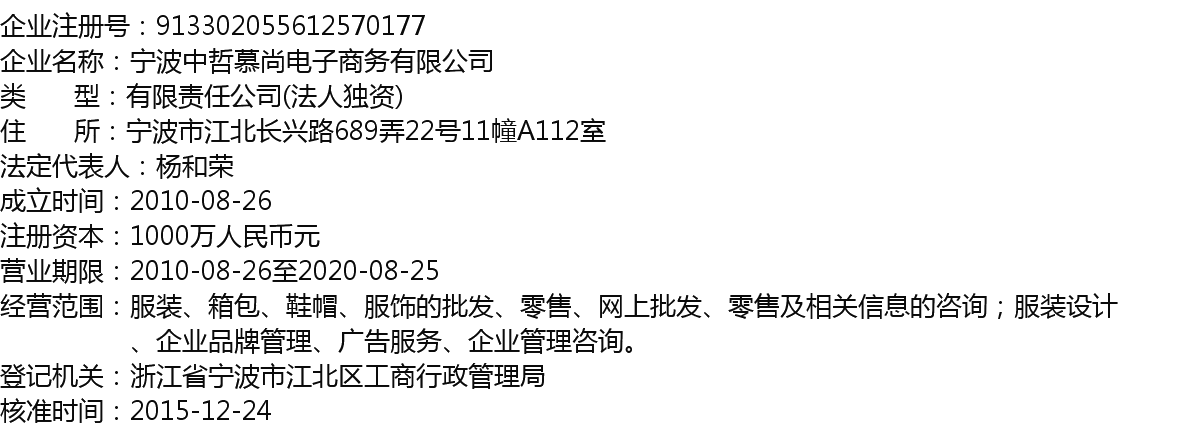 企业注册号：913302055612570177
企业名称：宁波中哲慕尚电子商务有限公司
类　　型：有限责任公司(法人独资)
住　　所：宁波市江北长兴路689弄22号11幢A112室
法定代表人：杨和荣
成立时间：2010-08-26
注册资本：1000万人民币元
营业期限：2010-08-26至2020-08-25
经营范围：服装、箱包、鞋帽、服饰的批发、零售、网上批发、零售及相关信息的咨询；服装设计
、企业品牌管理、广告服务、企业管理咨询。
登记机关：浙江省宁波市江北区工商行政管理局
核准时间：2015-12-24